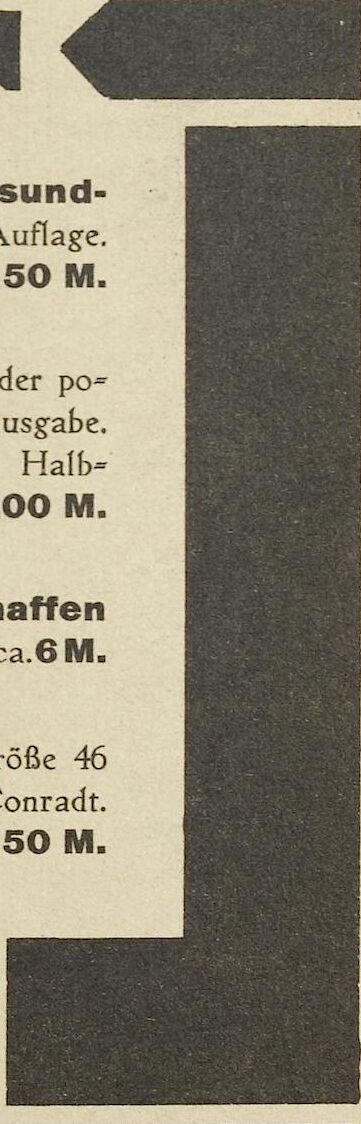 sund-
Auflage.
50 M.
der po=
usgabe.
Halb=
00 M.
haffen
ca. 6 M.
röße 46
Conradt.
50 M.